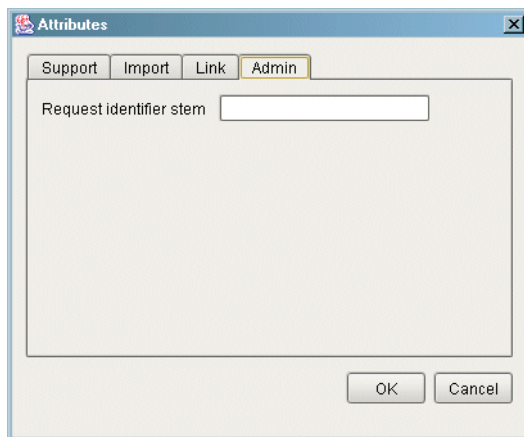 Attributes
Support Import Link Admin
Request identifier stem
OK Cancel